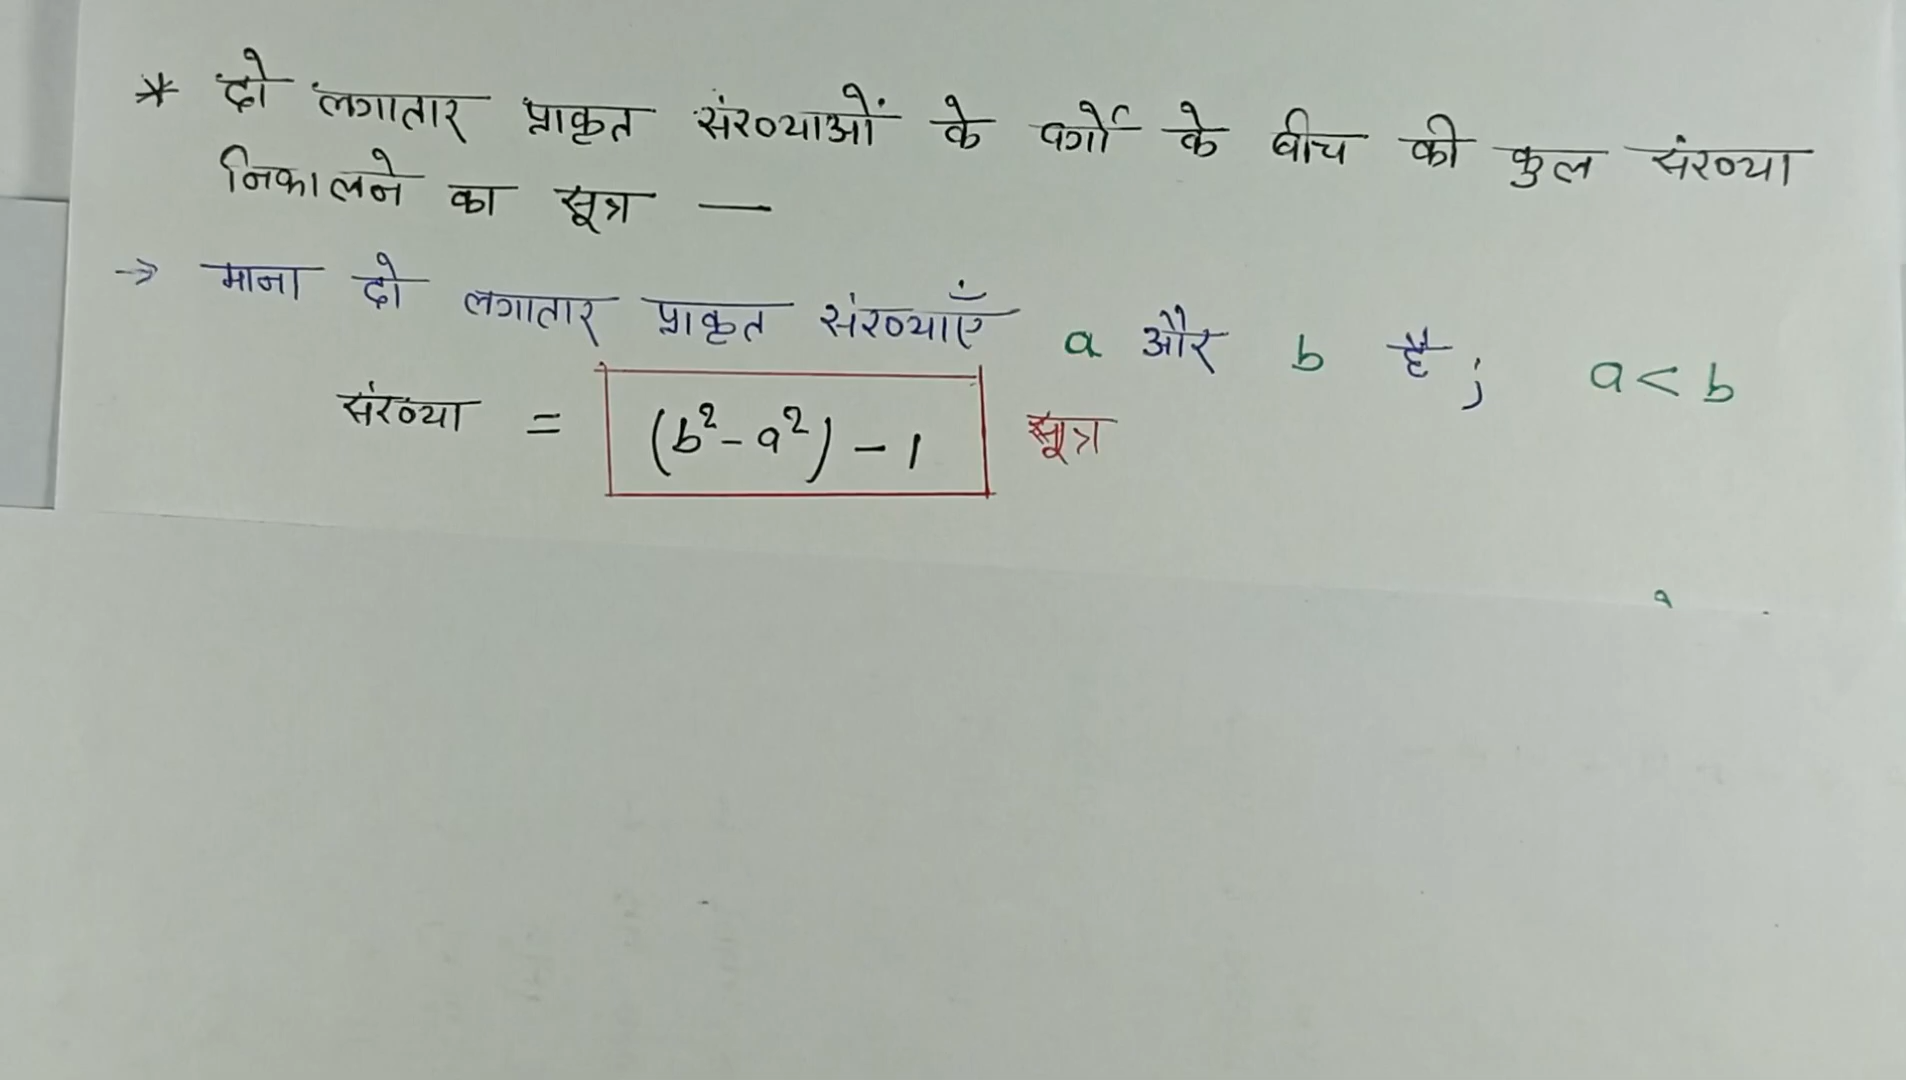 * दो लगातार प्राकृत संख्याओं के वर्गों के बीच की कुल संख्या
निकालने का सूत्र —
→ माना दो लगातार प्राकृत संख्याएँ a और b हैं; a < b
संख्या = (b² - a²) - 1 सूत्र